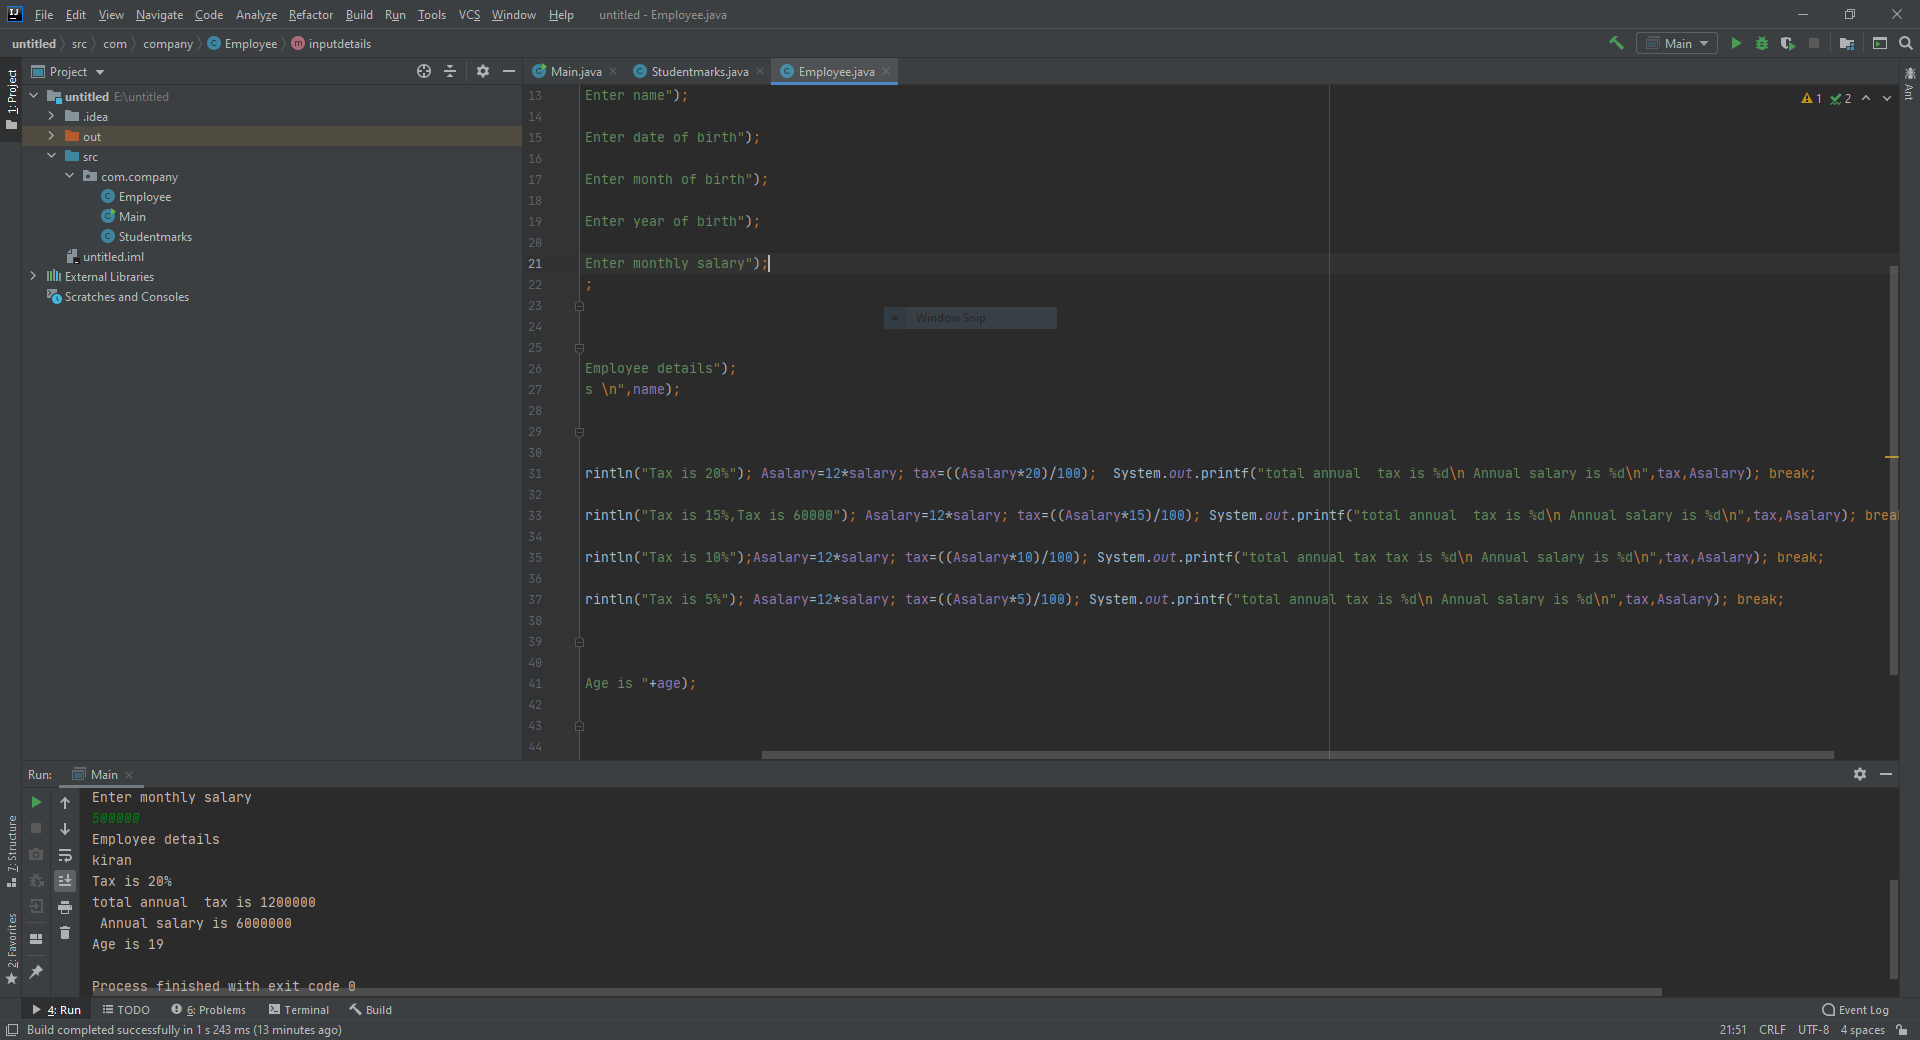 File Edit View Navigate Code Analyze Refactor Build Run Tools VCS Window Help untitled - Employee.java
untitled src com company Employee inputdetails Main
1: Project
Project
Main.java Studentmarks.java Employee.java
Ant
untitled E:\untitled
.idea
out
src
com.company
Employee
Main
Studentmarks
untitled.iml
External Libraries
Scratches and Consoles
1 2
13 Enter name");
14
15 Enter date of birth");
16
17 Enter month of birth");
18
19 Enter year of birth");
20
21 Enter monthly salary");
22 ;
23
Window Snip
24
25
26 Employee details");
27 s \n",name);
28
29
30
31 rintln("Tax is 20%"); Asalary=12*salary; tax=((Asalary*20)/100);  System.out.printf("total annual  tax is %d\n Annual salary is %d\n",tax,Asalary); break;
32
33 rintln("Tax is 15%,Tax is 60000"); Asalary=12*salary; tax=((Asalary*15)/100); System.out.printf("total annual  tax is %d\n Annual salary is %d\n",tax,Asalary); brea
34
35 rintln("Tax is 10%");Asalary=12*salary; tax=((Asalary*10)/100); System.out.printf("total annual tax tax is %d\n Annual salary is %d\n",tax,Asalary); break;
36
37 rintln("Tax is 5%"); Asalary=12*salary; tax=((Asalary*5)/100); System.out.printf("total annual tax is %d\n Annual salary is %d\n",tax,Asalary); break;
38
39
40
41 Age is "+age);
42
43
44
Run: Main
Enter monthly salary
500000
Employee details
kiran
Tax is 20%
total annual  tax is 1200000
 Annual salary is 6000000
Age is 19
Process finished with exit code 0
7: Structure
2: Favorites
4: Run TODO 6: Problems Terminal Build Event Log
Build completed successfully in 1 s 243 ms (13 minutes ago) 21:51 CRLF UTF-8 4 spaces